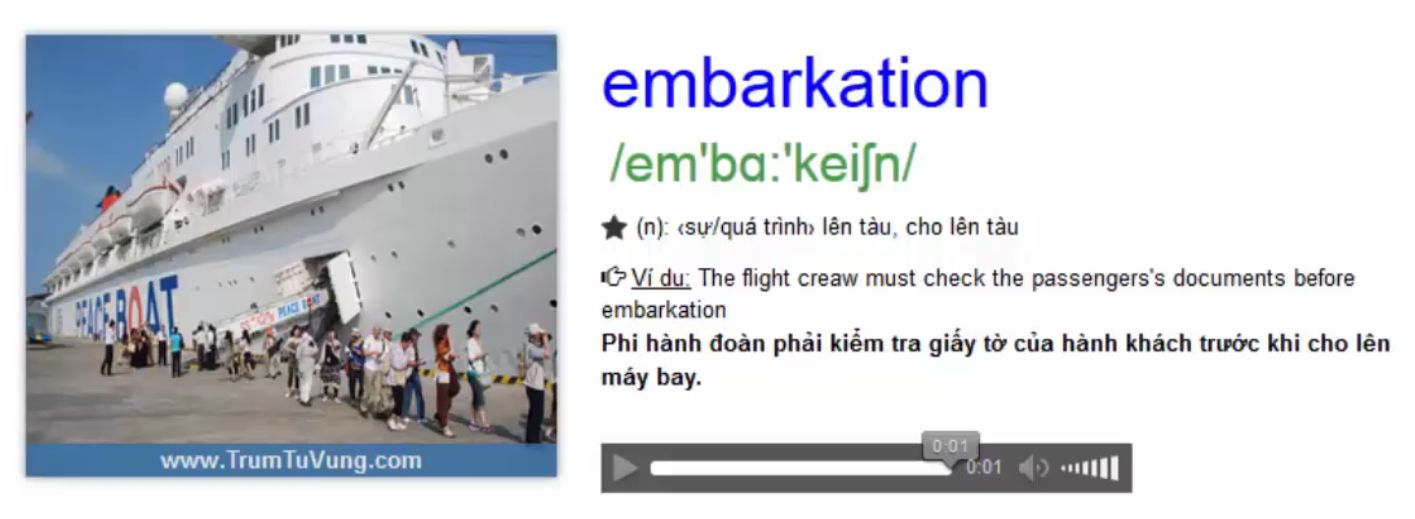 embarkation
/em'bɑ:'keiʃn/
★ (n): ‹sự/quá trình› lên tàu, cho lên tàu
Ví dụ: The flight creaw must check the passengers's documents before
embarkation
Phi hành đoàn phải kiểm tra giấy tờ của hành khách trước khi cho lên
máy bay.
0:01
0:01
PEACE BOAT
PEACE BOAT
www.TrumTuVung.com